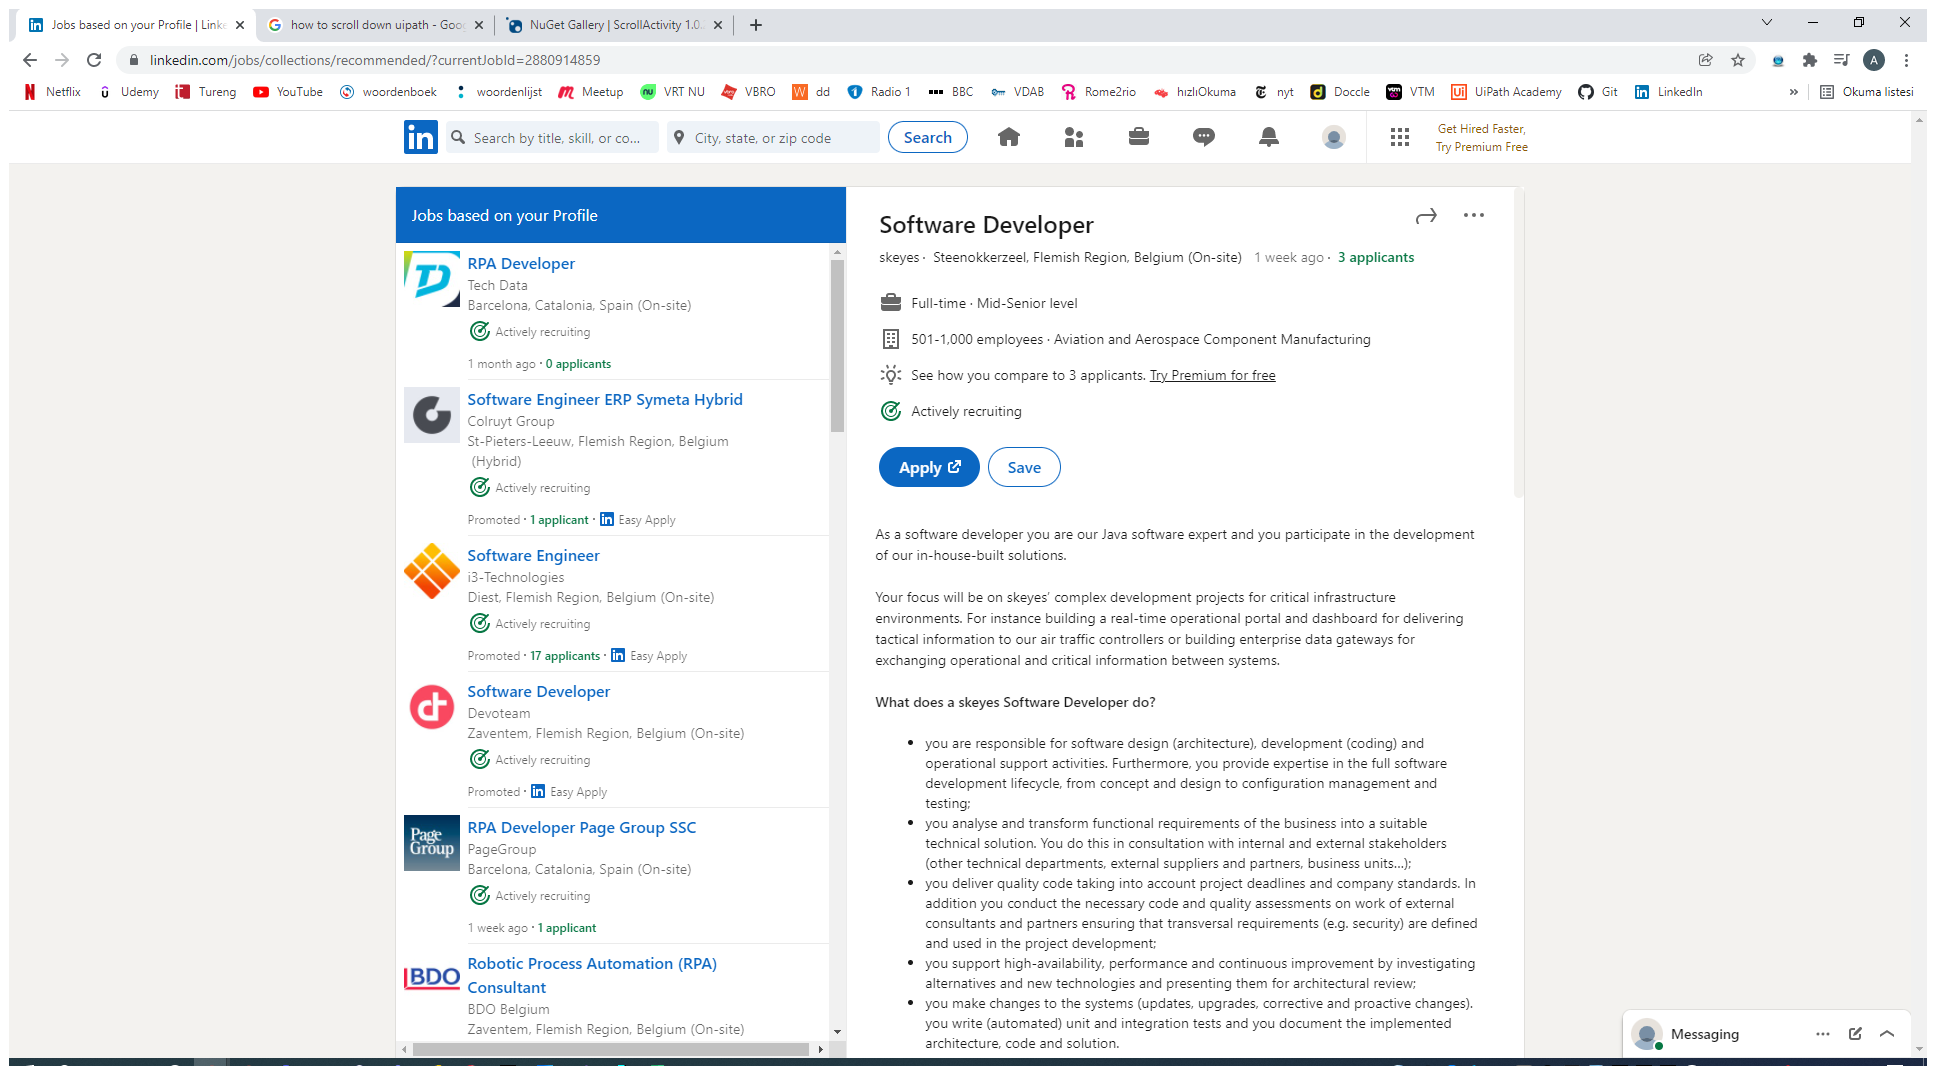 Jobs based on your Profile | Linke
how to scroll down uipath - Goog
NuGet Gallery | ScrollActivity 1.0.
linkedin.com/jobs/collections/recommended/?currentJobId=2880914859
A
Netflix
Udemy
Tureng
YouTube
woordenboek
woordenlijst
Meetup
VRT NU
VBRO
dd
Radio 1
BBC
VDAB
Rome2rio
hızlıOkuma
nyt
Doccle
VTM
UiPath Academy
Git
LinkedIn
»
Okuma listesi
in
Search by title, skill, or co...
City, state, or zip code
Search
Get Hired Faster,
Try Premium Free
Jobs based on your Profile
RPA Developer
Tech Data
Barcelona, Catalonia, Spain (On-site)
Actively recruiting
1 month ago · 0 applicants
Software Engineer ERP Symeta Hybrid
Colruyt Group
St-Pieters-Leeuw, Flemish Region, Belgium
(Hybrid)
Actively recruiting
Promoted · 1 applicant · in Easy Apply
Software Engineer
i3-Technologies
Diest, Flemish Region, Belgium (On-site)
Actively recruiting
Promoted · 17 applicants · in Easy Apply
Software Developer
Devoteam
Zaventem, Flemish Region, Belgium (On-site)
Actively recruiting
Promoted · in Easy Apply
Page
Group
RPA Developer Page Group SSC
PageGroup
Barcelona, Catalonia, Spain (On-site)
Actively recruiting
1 week ago · 1 applicant
BDO
Robotic Process Automation (RPA)
Consultant
BDO Belgium
Zaventem, Flemish Region, Belgium (On-site)
Software Developer
skeyes · Steenokkerzeel, Flemish Region, Belgium (On-site) 1 week ago · 3 applicants
Full-time · Mid-Senior level
501-1,000 employees · Aviation and Aerospace Component Manufacturing
See how you compare to 3 applicants. Try Premium for free
Actively recruiting
Apply
Save
As a software developer you are our Java software expert and you participate in the development
of our in-house-built solutions.
Your focus will be on skeyes’ complex development projects for critical infrastructure
environments. For instance building a real-time operational portal and dashboard for delivering
tactical information to our air traffic controllers or building enterprise data gateways for
exchanging operational and critical information between systems.
What does a skeyes Software Developer do?
• you are responsible for software design (architecture), development (coding) and
operational support activities. Furthermore, you provide expertise in the full software
development lifecycle, from concept and design to configuration management and
testing;
• you analyse and transform functional requirements of the business into a suitable
technical solution. You do this in consultation with internal and external stakeholders
(other technical departments, external suppliers and partners, business units…);
• you deliver quality code taking into account project deadlines and company standards. In
addition you conduct the necessary code and quality assessments on work of external
consultants and partners ensuring that transversal requirements (e.g. security) are defined
and used in the project development;
• you support high-availability, performance and continuous improvement by investigating
alternatives and new technologies and presenting them for architectural review;
• you make changes to the systems (updates, upgrades, corrective and proactive changes).
you write (automated) unit and integration tests and you document the implemented
architecture, code and solution.
Messaging